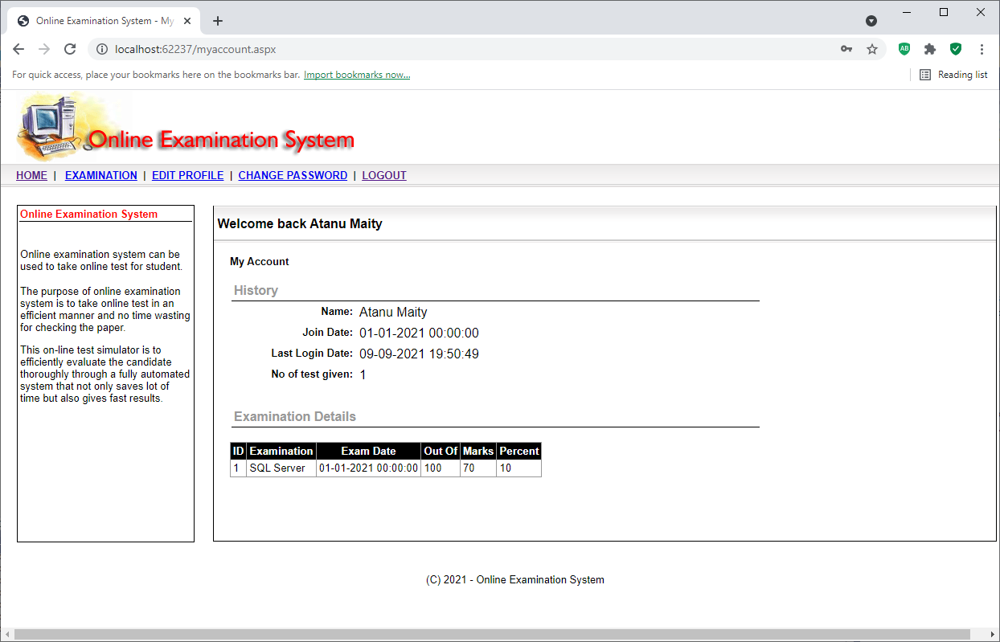 Online Examination System - My
localhost:62237/myaccount.aspx
AB
For quick access, place your bookmarks here on the bookmarks bar. Import bookmarks now...
Reading list
Online Examination System
HOME | EXAMINATION | EDIT PROFILE | CHANGE PASSWORD | LOGOUT
Online Examination System
Online examination system can be
used to take online test for student.
The purpose of online examination
system is to take online test in an
efficient manner and no time wasting
for checking the paper.
This on-line test simulator is to
efficiently evaluate the candidate
thoroughly through a fully automated
system that not only saves lot of
time but also gives fast results.
Welcome back Atanu Maity
My Account
History
Name: Atanu Maity
Join Date: 01-01-2021 00:00:00
Last Login Date: 09-09-2021 19:50:49
No of test given: 1
Examination Details
ID Examination Exam Date Out Of Marks Percent
1 SQL Server 01-01-2021 00:00:00 100 70 10
(C) 2021 - Online Examination System